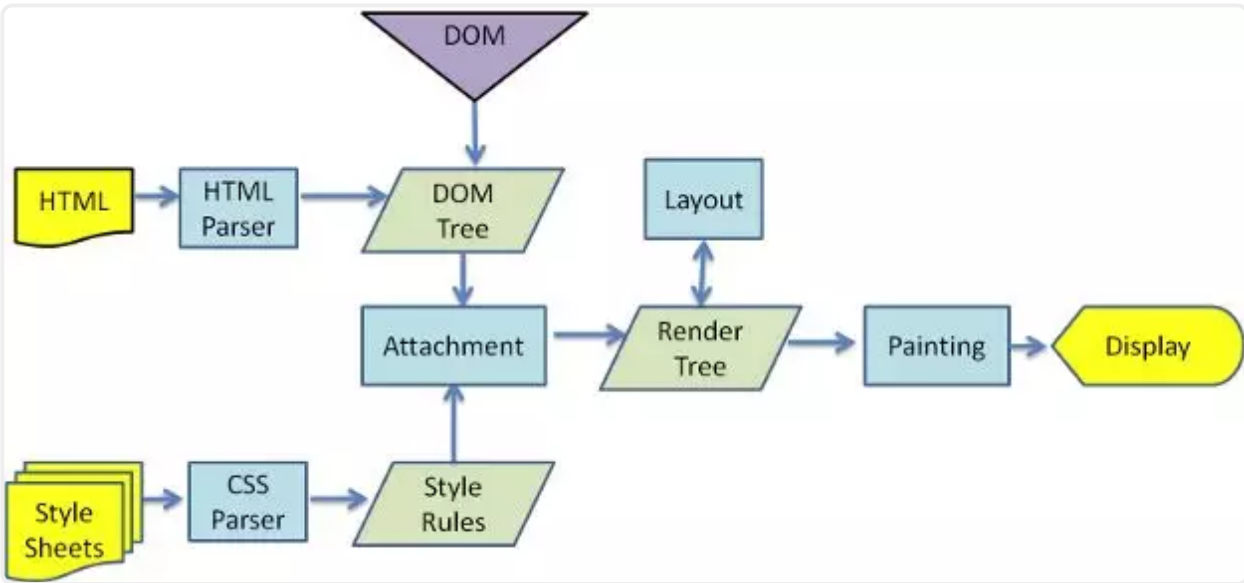 DOM
HTML
HTML
Parser
DOM
Tree
Layout
Attachment
Render
Tree
Painting
Display
Style
Sheets
CSS
Parser
Style
Rules